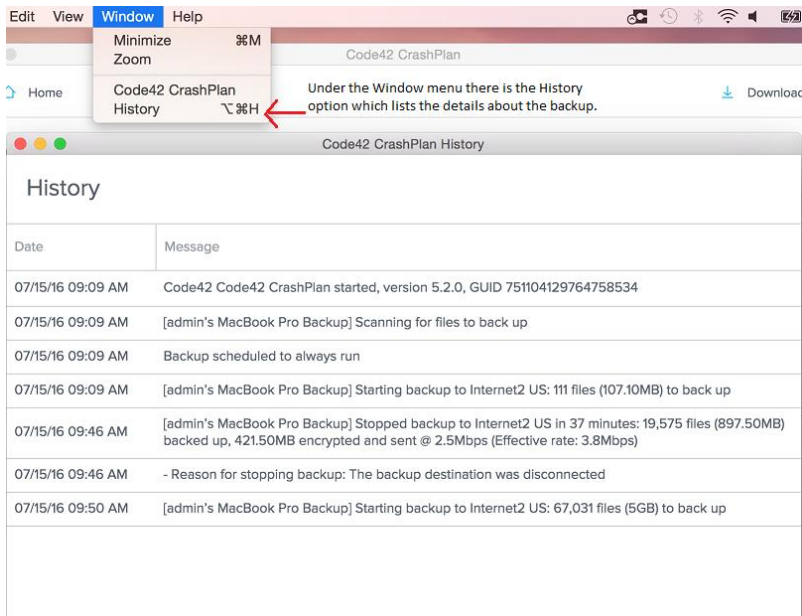 Edit View Window Help
Minimize ⌘M
Zoom
Code42 CrashPlan
History ⌥⌘H
Code42 CrashPlan
Home
Under the Window menu there is the History
option which lists the details about the backup.
Downloa
Code42 CrashPlan History
History
Date Message
07/15/16 09:09 AM Code42 Code42 CrashPlan started, version 5.2.0, GUID 751104129764758534
07/15/16 09:09 AM [admin's MacBook Pro Backup] Scanning for files to back up
07/15/16 09:09 AM Backup scheduled to always run
07/15/16 09:09 AM [admin's MacBook Pro Backup] Starting backup to Internet2 US: 111 files (107.10MB) to back up
07/15/16 09:46 AM [admin's MacBook Pro Backup] Stopped backup to Internet2 US in 37 minutes: 19,575 files (897.50MB)
backed up, 421.50MB encrypted and sent @ 2.5Mbps (Effective rate: 3.8Mbps)
07/15/16 09:46 AM - Reason for stopping backup: The backup destination was disconnected
07/15/16 09:50 AM [admin's MacBook Pro Backup] Starting backup to Internet2 US: 67,031 files (5GB) to back up